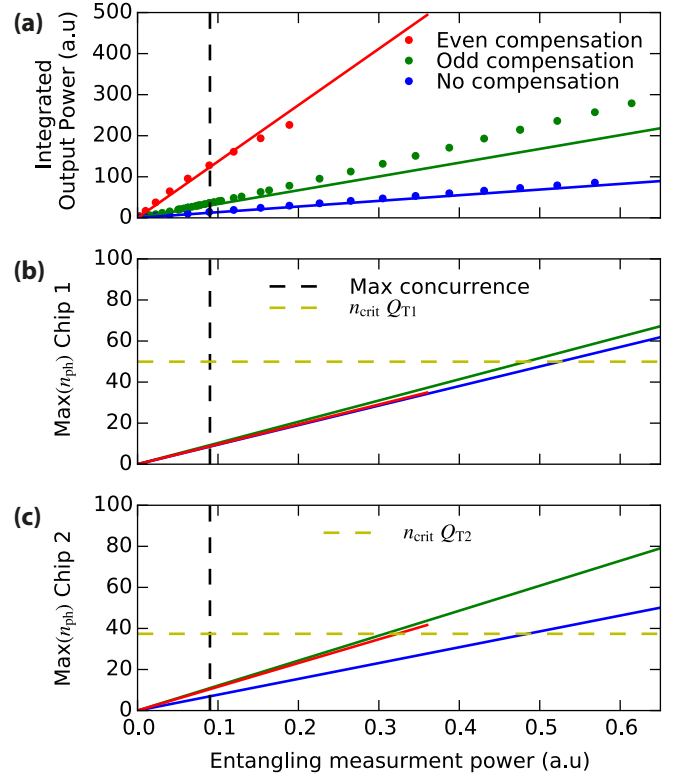 (a)
500
400
300
200
100
0
Integrated
Output Power (a.u)
Even compensation
Odd compensation
No compensation
(b)
100
80
60
40
20
0
Max(n_ph) Chip 1
Max concurrence
n_crit Q_T1
(c)
100
80
60
40
20
0
Max(n_ph) Chip 2
n_crit Q_T2
0.0 0.1 0.2 0.3 0.4 0.5 0.6
Entangling measurment power (a.u)